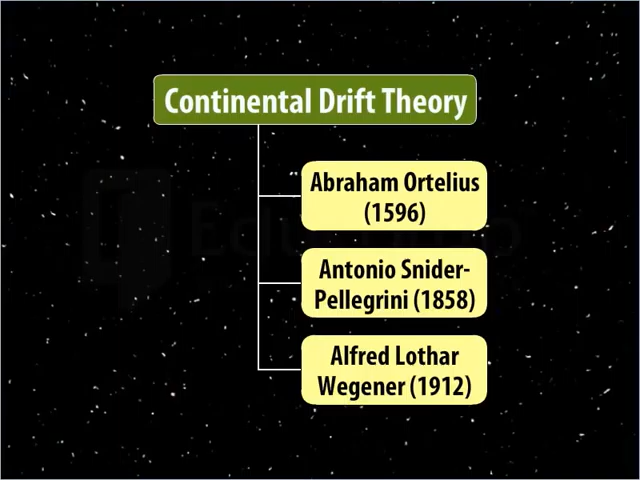 Continental Drift Theory
Abraham Ortelius
(1596)
Antonio Snider-
Pellegrini (1858)
Alfred Lothar
Wegener (1912)